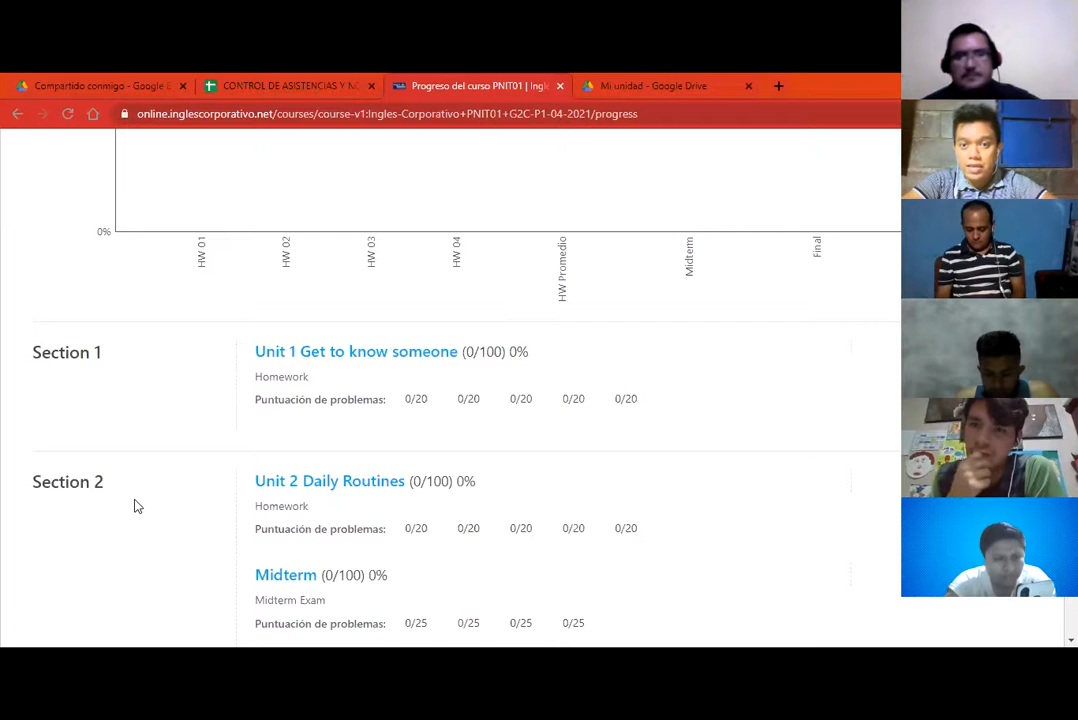 Compartido conmigo - Google
CONTROL DE ASISTENCIAS Y NO
Progreso del curso PNIT01 | Ingle
Mi unidad - Google Drive
online.inglescorporativo.net/courses/course-v1:Ingles-Corporativo+PNIT01+G2C-P1-04-2021/progress
0%
HW 01
HW 02
HW 03
HW 04
HW Promedio
Midterm
Final
Section 1
Unit 1 Get to know someone (0/100) 0%
Homework
Puntuación de problemas: 0/20 0/20 0/20 0/20 0/20
Section 2
Unit 2 Daily Routines (0/100) 0%
Homework
Puntuación de problemas: 0/20 0/20 0/20 0/20 0/20
Midterm (0/100) 0%
Midterm Exam
Puntuación de problemas: 0/25 0/25 0/25 0/25